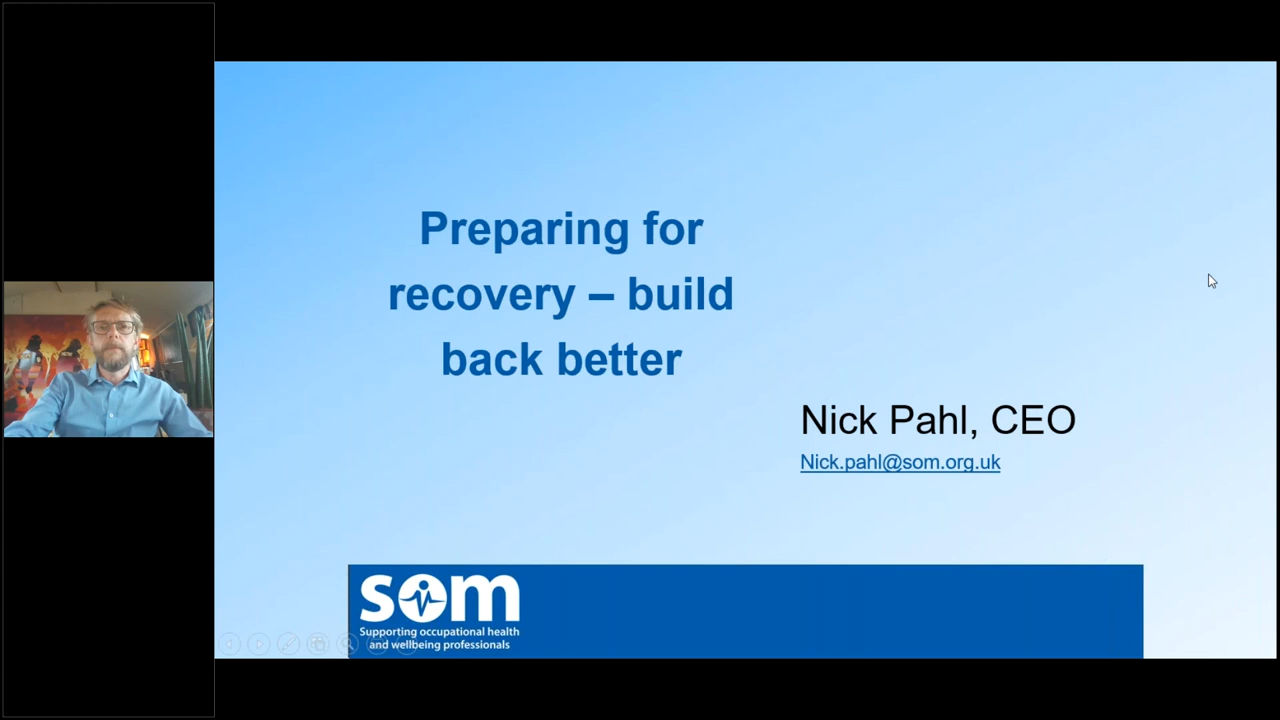 Preparing for
recovery – build
back better
Nick Pahl, CEO
Nick.pahl@som.org.uk
som
Supporting occupational health
and wellbeing professionals